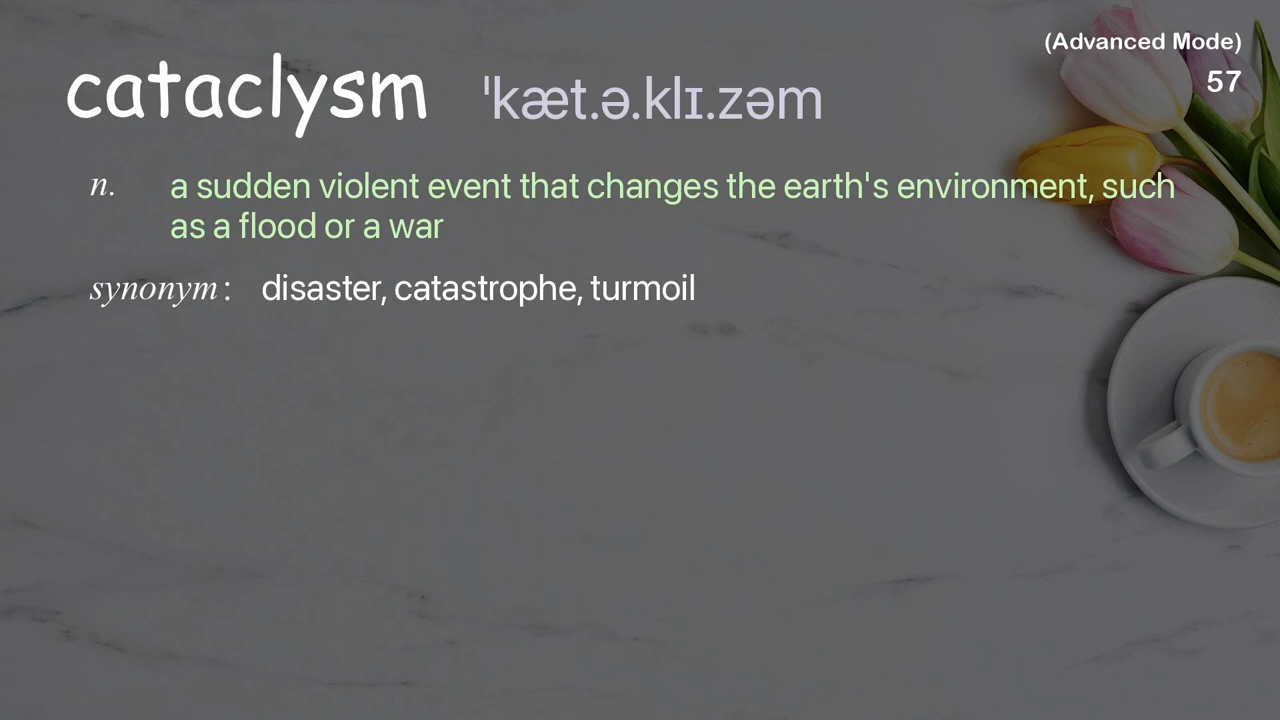 (Advanced Mode)
cataclysm ˈkæt.ə.klɪ.zəm
57
n. a sudden violent event that changes the earth's environment, such
as a flood or a war
synonym: disaster, catastrophe, turmoil